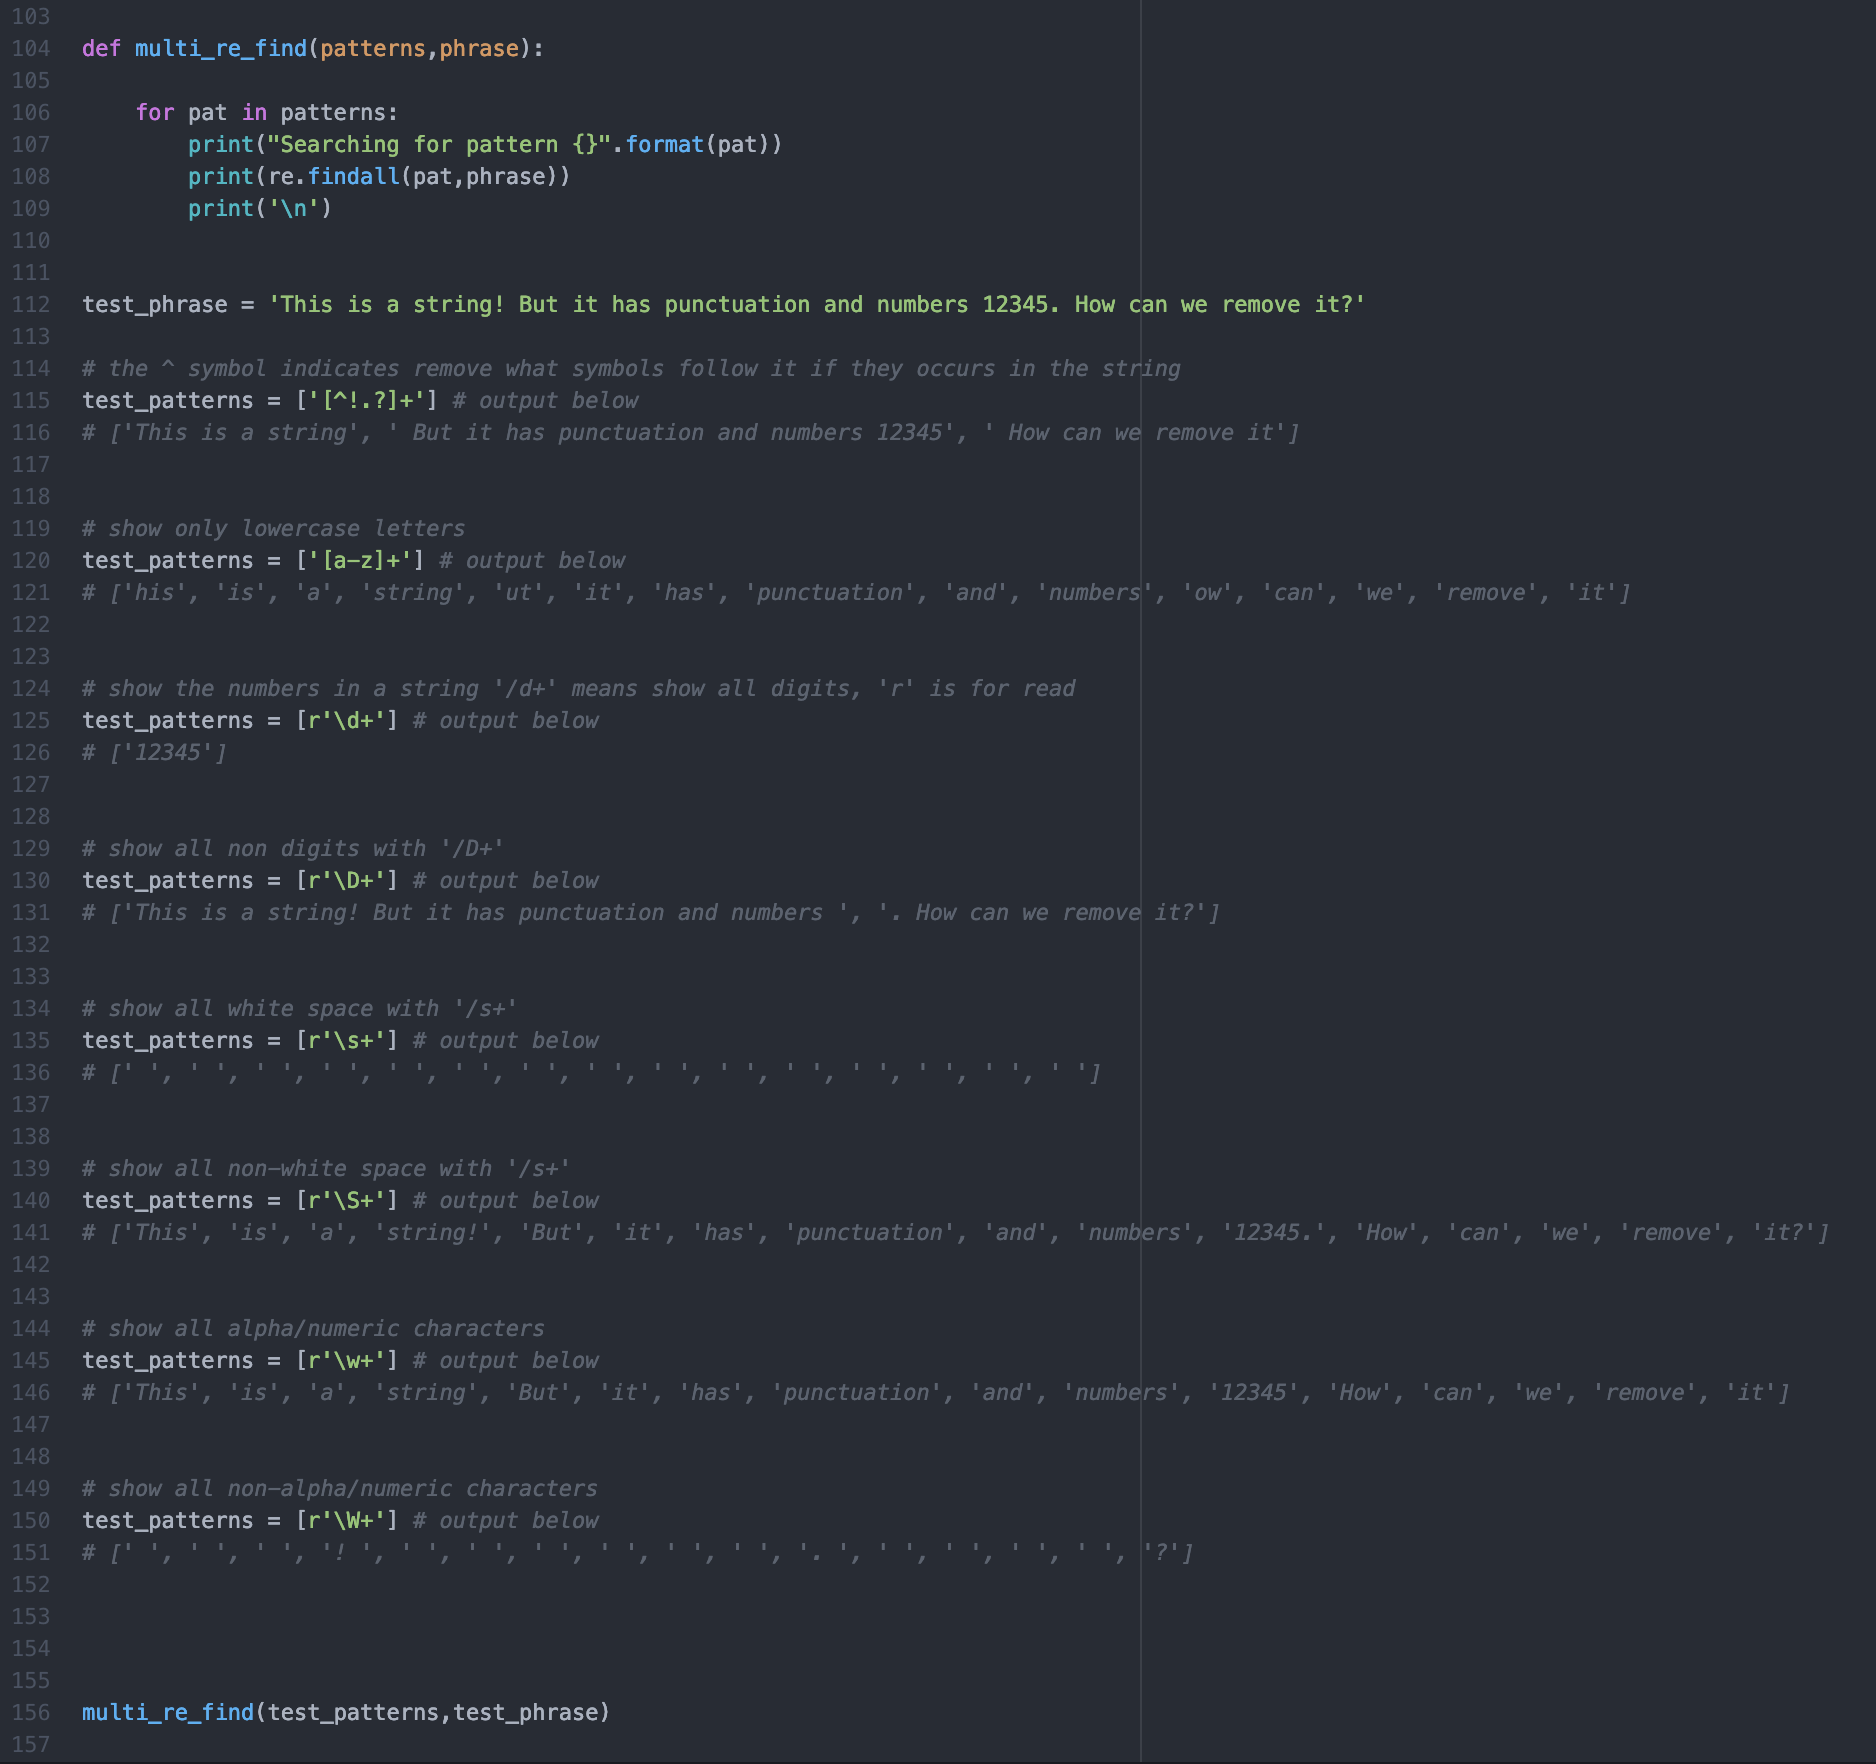 103
104 def multi_re_find(patterns,phrase):
105
106     for pat in patterns:
107         print("Searching for pattern {}".format(pat))
108         print(re.findall(pat,phrase))
109         print('\n')
110
111
112 test_phrase = 'This is a string! But it has punctuation and numbers 12345. How can we remove it?'
113
114 # the ^ symbol indicates remove what symbols follow it if they occurs in the string
115 test_patterns = ['[^!.?]+'] # output below
116 # ['This is a string', ' But it has punctuation and numbers 12345', ' How can we remove it']
117
118
119 # show only lowercase letters
120 test_patterns = ['[a-z]+'] # output below
121 # ['his', 'is', 'a', 'string', 'ut', 'it', 'has', 'punctuation', 'and', 'numbers', 'ow', 'can', 'we', 'remove', 'it']
122
123
124 # show the numbers in a string '/d+' means show all digits, 'r' is for read
125 test_patterns = [r'\d+'] # output below
126 # ['12345']
127
128
129 # show all non digits with '/D+'
130 test_patterns = [r'\D+'] # output below
131 # ['This is a string! But it has punctuation and numbers ', '. How can we remove it?']
132
133
134 # show all white space with '/s+'
135 test_patterns = [r'\s+'] # output below
136 # [' ', ' ', ' ', ' ', ' ', ' ', ' ', ' ', ' ', ' ', ' ', ' ', ' ', ' ', ' ']
137
138
139 # show all non-white space with '/s+'
140 test_patterns = [r'\S+'] # output below
141 # ['This', 'is', 'a', 'string!', 'But', 'it', 'has', 'punctuation', 'and', 'numbers', '12345.', 'How', 'can', 'we', 'remove', 'it?']
142
143
144 # show all alpha/numeric characters
145 test_patterns = [r'\w+'] # output below
146 # ['This', 'is', 'a', 'string', 'But', 'it', 'has', 'punctuation', 'and', 'numbers', '12345', 'How', 'can', 'we', 'remove', 'it']
147
148
149 # show all non-alpha/numeric characters
150 test_patterns = [r'\W+'] # output below
151 # [' ', ' ', ' ', '! ', ' ', ' ', ' ', ' ', ' ', ' ', '. ', ' ', ' ', ' ', ' ', '?']
152
153
154
155
156 multi_re_find(test_patterns,test_phrase)
157